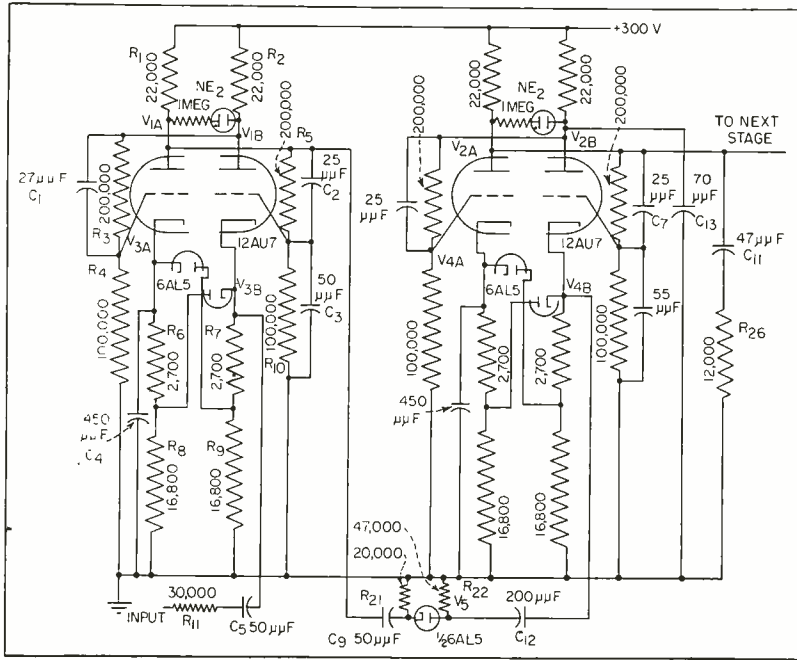 +300 V
R1
22,000
R2
22,000
NE2
1MEG
V1A
V1B
R5
200,000
25 μμF
C2
27μμF
C1
200,000
R3
V3A
12AU7
R4
100,000
6AL5
V3B
50 μμF
C3
R6
2,700
R7
2,700
100,000
R10
450 μμF
C4
R8
16,800
R9
16,800
INPUT
30,000
R11
C5 50μμF
22,000
22,000
NE2
1MEG
200,000
200,000
V2A
V2B
TO NEXT STAGE
25 μμF
25 μμF
C7
70 μμF
C13
47μμF
C11
12AU7
V4A
6AL5
V4B
100,000
2,700
2,700
100,000
55 μμF
R26
12,000
450 μμF
16,800
16,800
47,000
20,000
R21
R22
V5
C9 50μμF
½6AL5
200μμF
C12